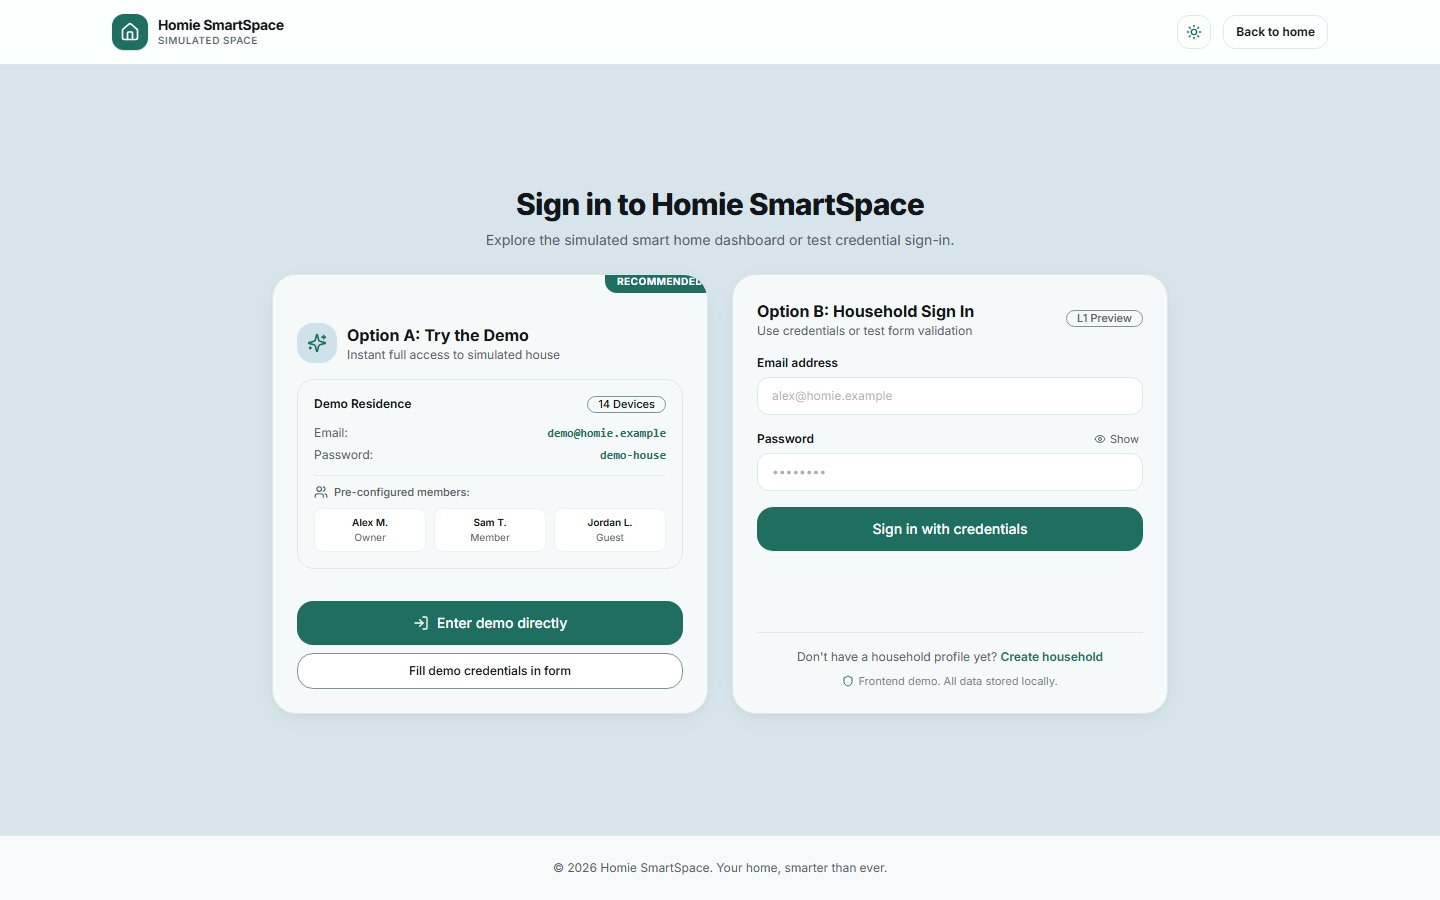 Homie SmartSpace
SIMULATED SPACE
Back to home
Sign in to Homie SmartSpace
Explore the simulated smart home dashboard or test credential sign-in.
RECOMMENDED
Option A: Try the Demo
Instant full access to simulated house
Demo Residence
14 Devices
Email:
demo@homie.example
Password:
demo-house
Pre-configured members:
Alex M.
Owner
Sam T.
Member
Jordan L.
Guest
Enter demo directly
Fill demo credentials in form
Option B: Household Sign In
Use credentials or test form validation
L1 Preview
Email address
alex@homie.example
Password
Show
••••••••
Sign in with credentials
Don't have a household profile yet? Create household
Frontend demo. All data stored locally.
© 2026 Homie SmartSpace. Your home, smarter than ever.